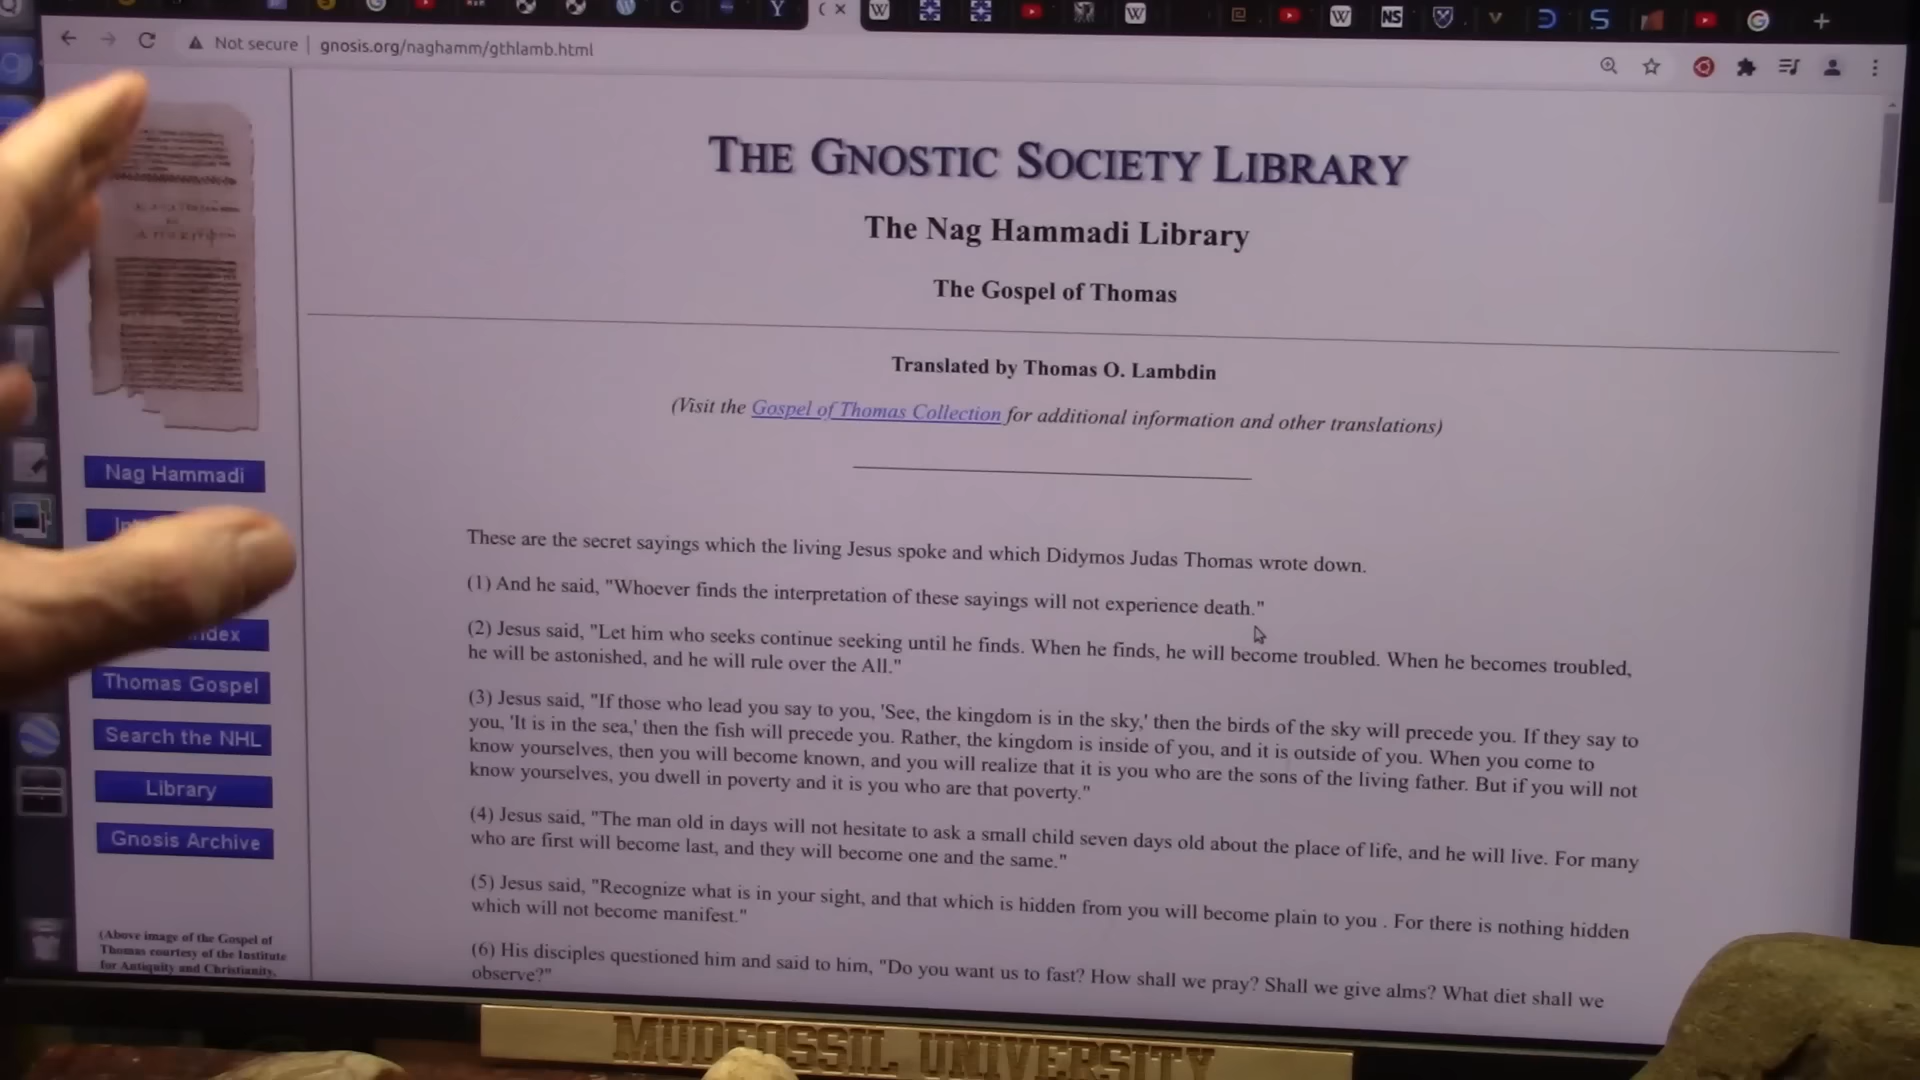 Not secure | gnosis.org/naghamm/gthlamb.html
THE GNOSTIC SOCIETY LIBRARY
The Nag Hammadi Library
The Gospel of Thomas
Translated by Thomas O. Lambdin
(Visit the Gospel of Thomas Collection for additional information and other translations)
These are the secret sayings which the living Jesus spoke and which Didymos Judas Thomas wrote down.
(1) And he said, "Whoever finds the interpretation of these sayings will not experience death."
(2) Jesus said, "Let him who seeks continue seeking until he finds. When he finds, he will become troubled. When he becomes troubled,
he will be astonished, and he will rule over the All."
(3) Jesus said, "If those who lead you say to you, 'See, the kingdom is in the sky,' then the birds of the sky will precede you. If they say to
you, 'It is in the sea,' then the fish will precede you. Rather, the kingdom is inside of you, and it is outside of you. When you come to
know yourselves, then you will become known, and you will realize that it is you who are the sons of the living father. But if you will not
know yourselves, you dwell in poverty and it is you who are that poverty."
(4) Jesus said, "The man old in days will not hesitate to ask a small child seven days old about the place of life, and he will live. For many
who are first will become last, and they will become one and the same."
(5) Jesus said, "Recognize what is in your sight, and that which is hidden from you will become plain to you . For there is nothing hidden
which will not become manifest."
(6) His disciples questioned him and said to him, "Do you want us to fast? How shall we pray? Shall we give alms? What diet shall we
observe?"
Nag Hammadi
Thomas Gospel
Search the NHL
Library
Gnosis Archive
(Above image of the Gospel of
Thomas courtesy of the Institute
for Antiquity and Christianity,
MUDFOSSIL UNIVERSITY